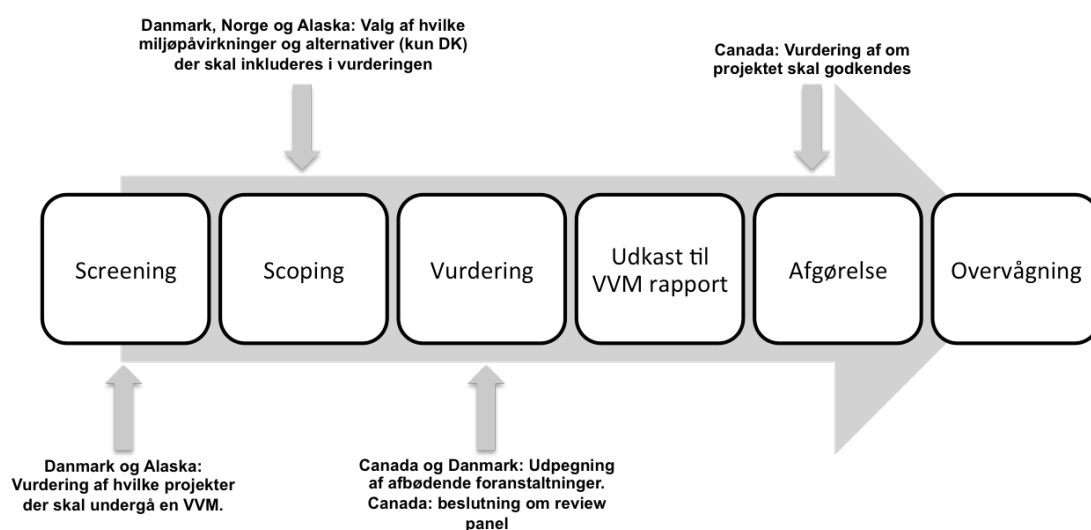 Danmark, Norge og Alaska: Valg af hvilke
miljøpåvirkninger og alternativer (kun DK)
der skal inkluderes i vurderingen
Canada: Vurdering af om
projektet skal godkendes
Screening
Scoping
Vurdering
Udkast til
VVM rapport
Afgørelse
Overvågning
Danmark og Alaska:
Vurdering af hvilke projekter
der skal undergå en VVM.
Canada og Danmark: Udpegning
af afbødende foranstaltninger.
Canada: beslutning om review
panel